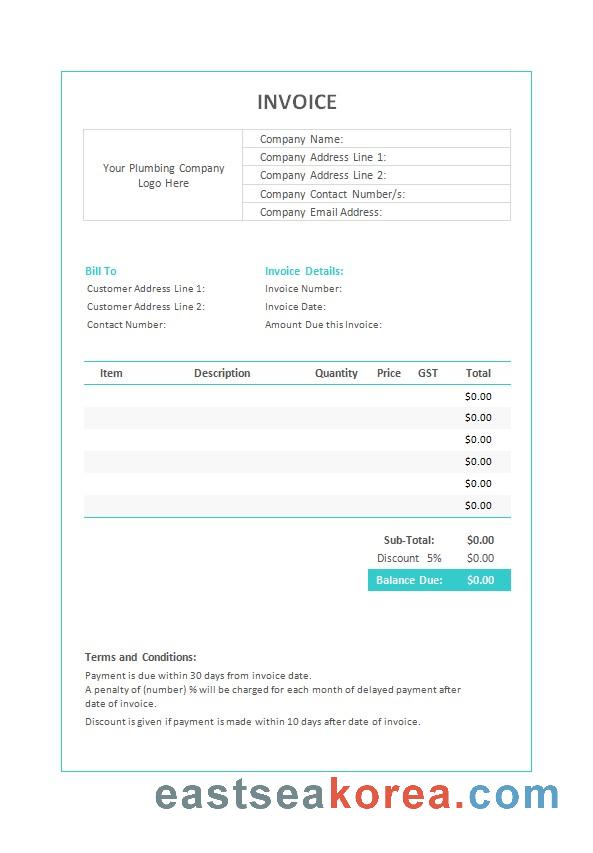 INVOICE
Your Plumbing Company
Logo Here
Company Name:
Company Address Line 1:
Company Address Line 2:
Company Contact Number/s:
Company Email Address:
Bill To
Customer Address Line 1:
Customer Address Line 2:
Contact Number:
Invoice Details:
Invoice Number:
Invoice Date:
Amount Due this Invoice:
Item Description Quantity Price GST Total
$0.00
$0.00
$0.00
$0.00
$0.00
$0.00
Sub-Total: $0.00
Discount 5% $0.00
Balance Due: $0.00
Terms and Conditions:
Payment is due within 30 days from invoice date.
A penalty of (number) % will be charged for each month of delayed payment after
date of invoice.
Discount is given if payment is made within 10 days after date of invoice.
eastseakorea.com